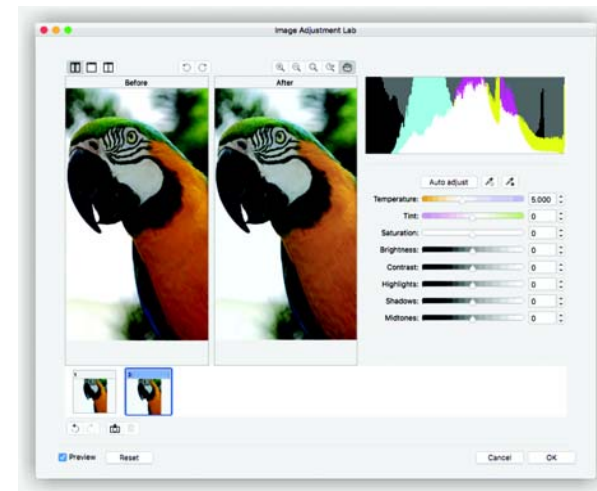 Image Adjustment Lab
Before
After
Auto adjust
Temperature: 5.000
Tint: 0
Saturation: 0
Brightness: 0
Contrast: 0
Highlights: 0
Shadows: 0
Midtones: 0
Preview
Reset
Cancel
OK